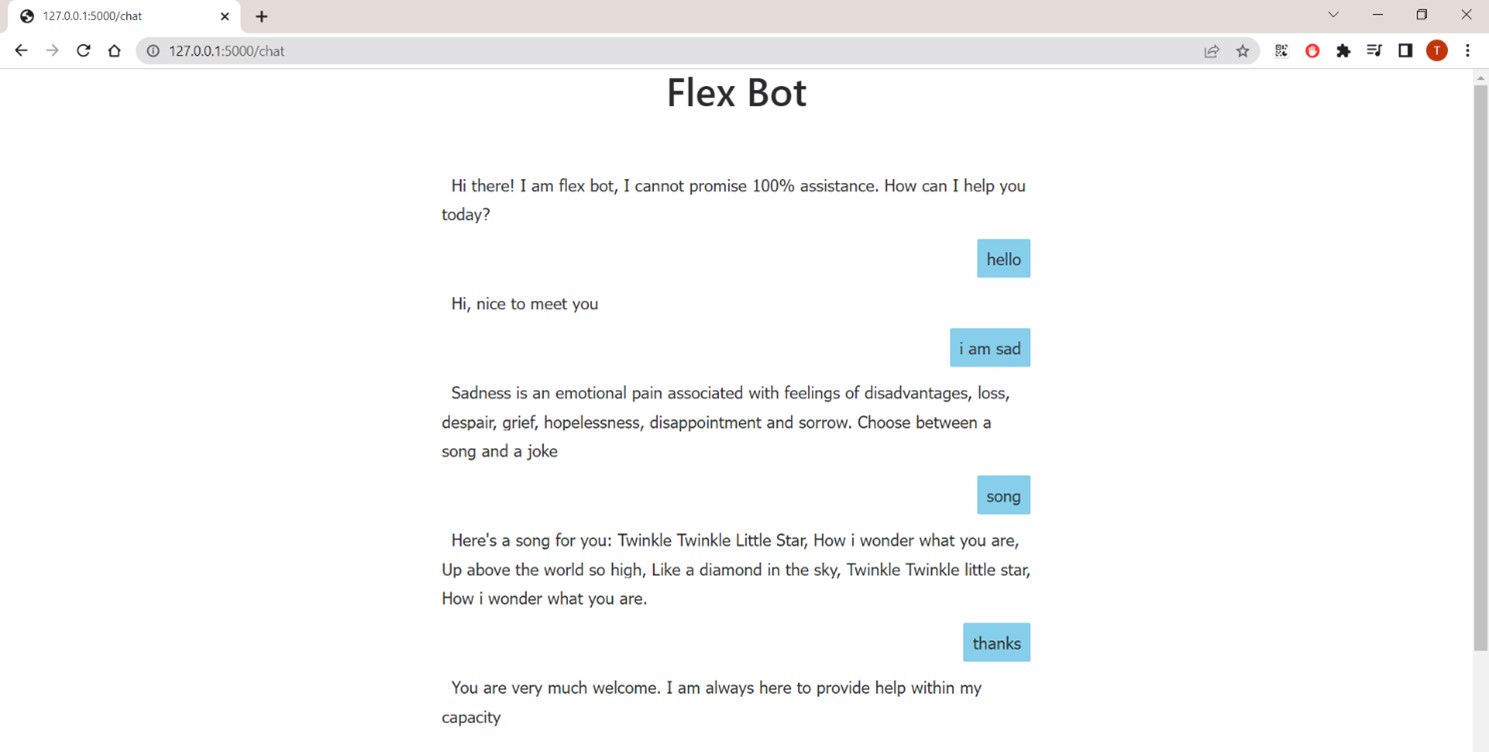 127.0.0.1:5000/chat
127.0.0.1:5000/chat
T
Flex Bot
Hi there! I am flex bot, I cannot promise 100% assistance. How can I help you
today?
hello
Hi, nice to meet you
i am sad
Sadness is an emotional pain associated with feelings of disadvantages, loss,
despair, grief, hopelessness, disappointment and sorrow. Choose between a
song and a joke
song
Here's a song for you: Twinkle Twinkle Little Star, How i wonder what you are,
Up above the world so high, Like a diamond in the sky, Twinkle Twinkle little star,
How i wonder what you are.
thanks
You are very much welcome. I am always here to provide help within my
capacity